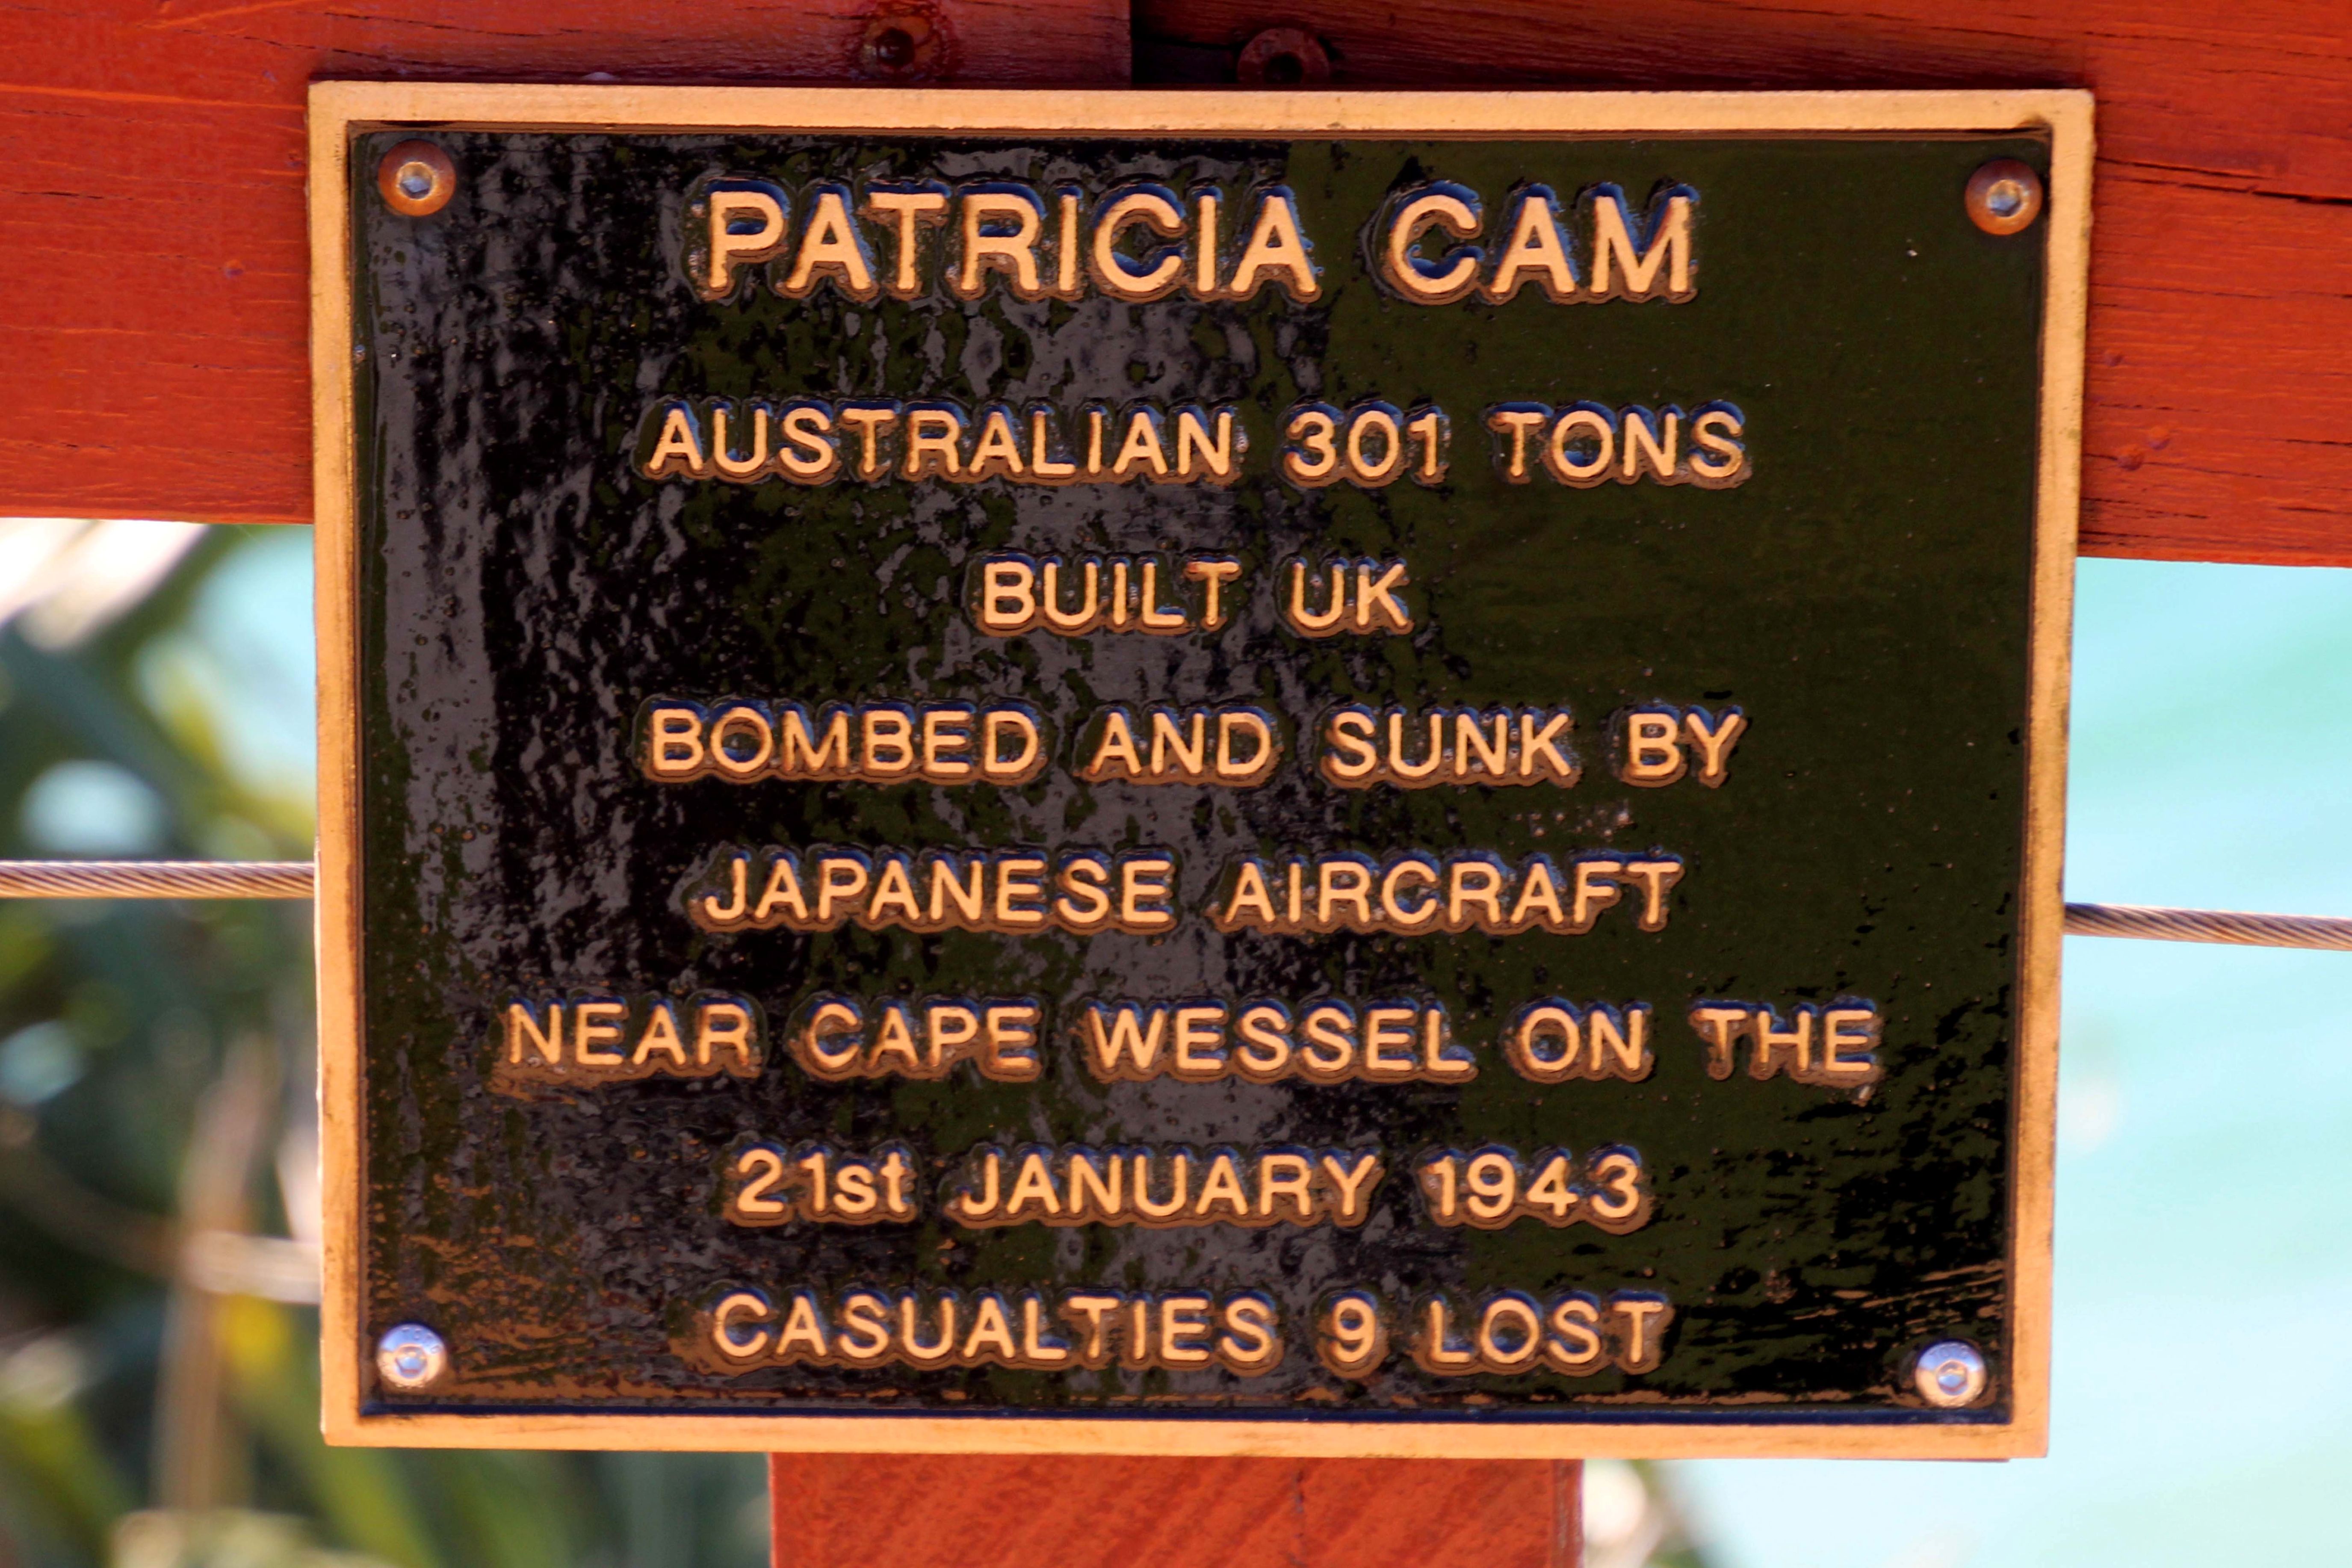 PATRICIA CAM
AUSTRALIAN 301 TONS
BUILT UK
BOMBED AND SUNK BY
JAPANESE AIRCRAFT
NEAR CAPE WESSEL ON THE
21st JANUARY 1943
CASUALTIES 9 LOST